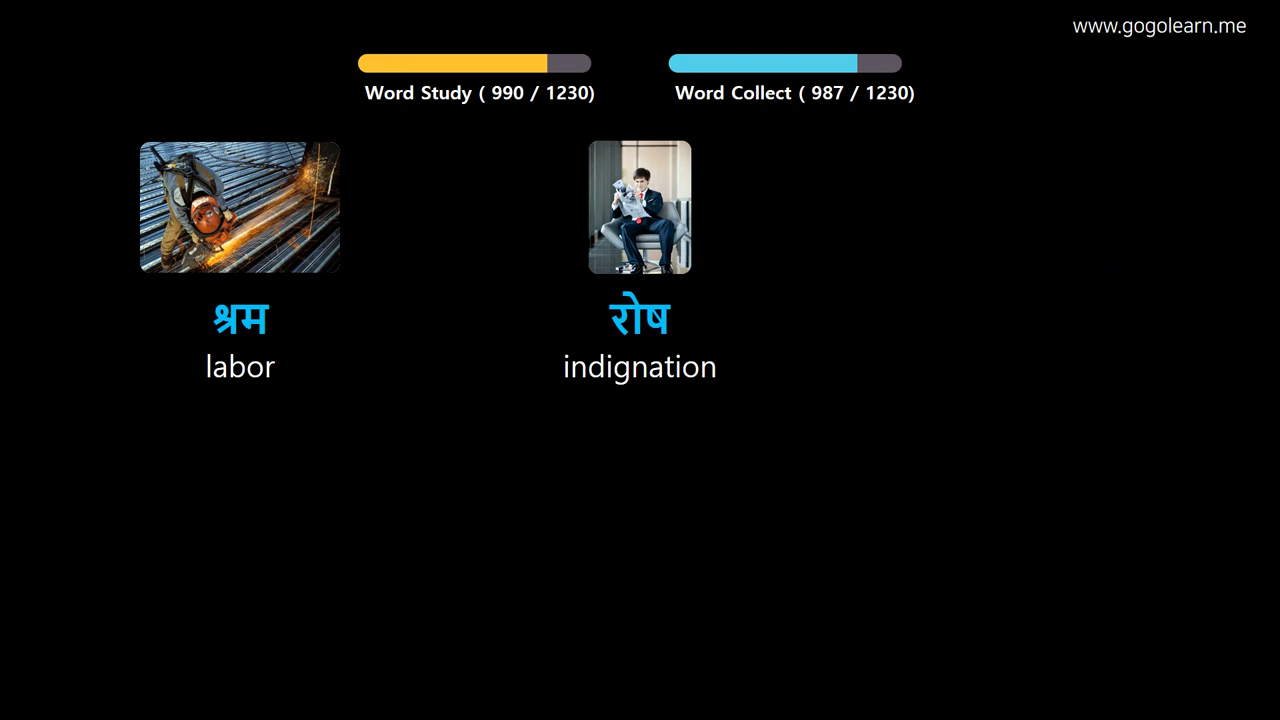 www.gogolearn.me
Word Study ( 990 / 1230)
Word Collect ( 987 / 1230)
श्रम
labor
रोष
indignation